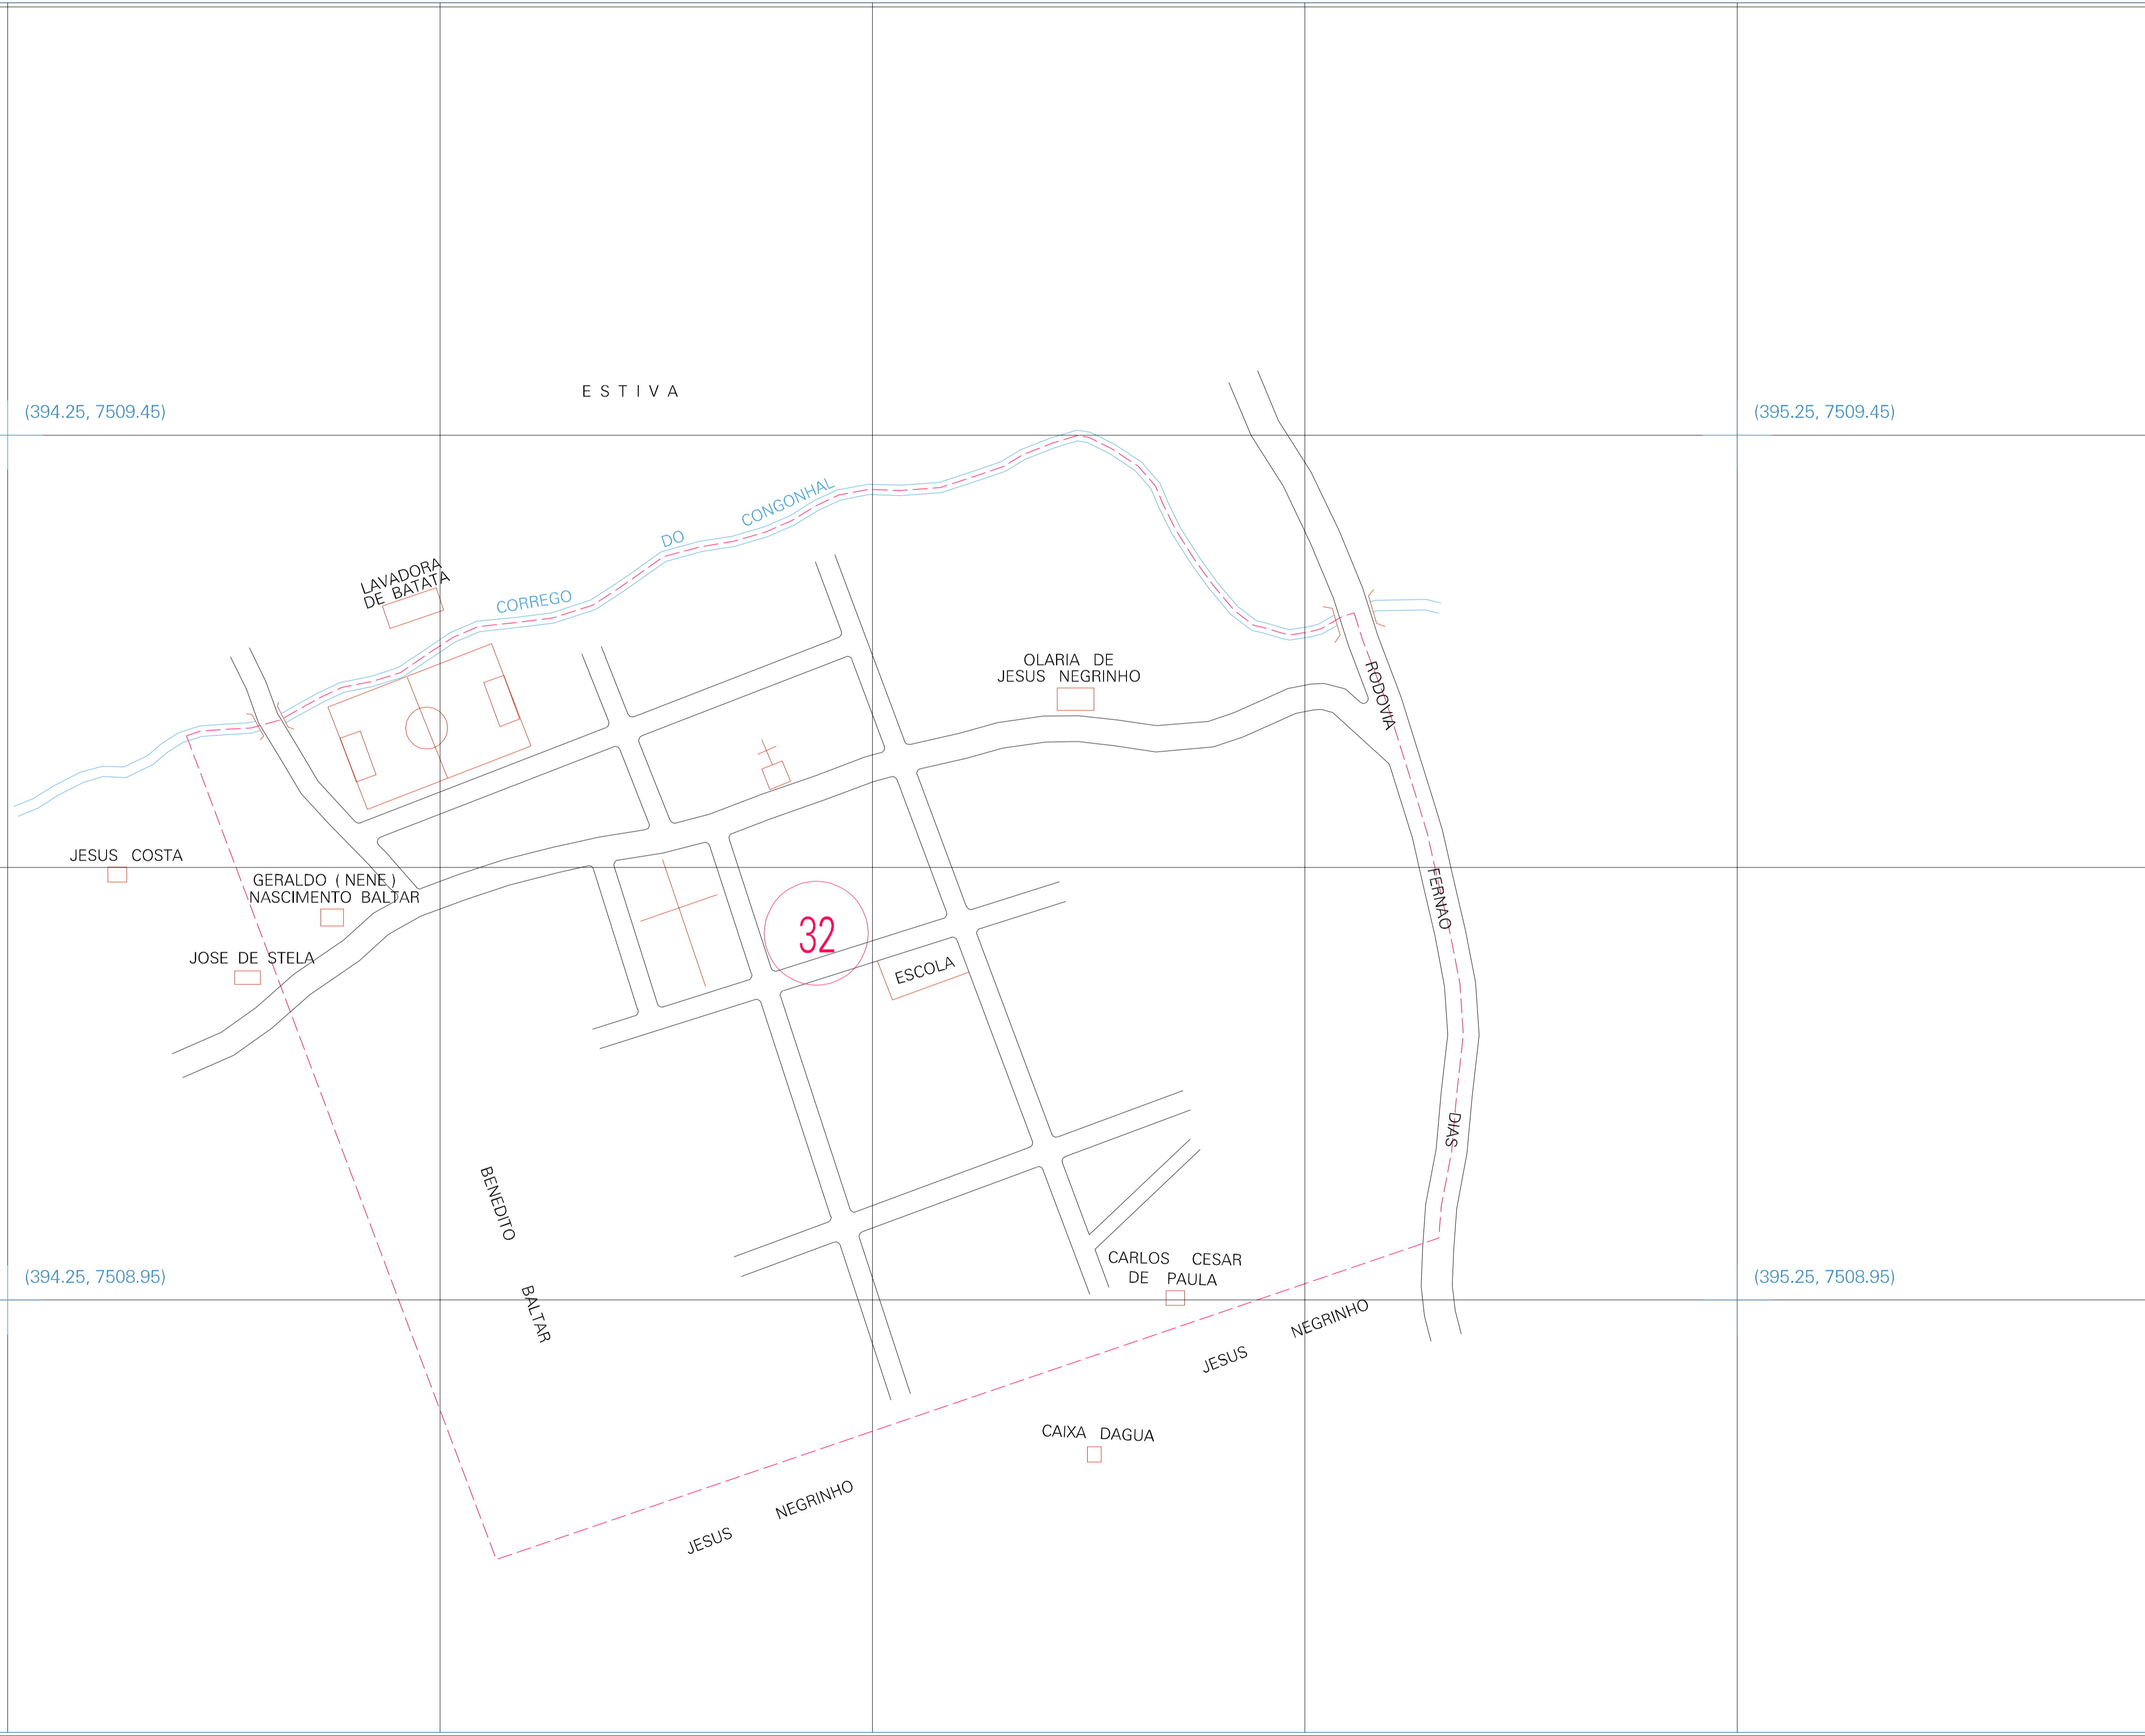 E S T I V A
(394.25, 7509.45)
(395.25, 7509.45)
CORREGO DO CONGONHAL
LAVADORA
DE BATATA
OLARIA DE
JESUS NEGRINHO
RODOVIA FERNAO DIAS
JESUS COSTA
GERALDO ( NENE )
NASCIMENTO BALTAR
JOSE DE STELA
32
ESCOLA
BENEDITO BALTAR
CARLOS CESAR
DE PAULA
(394.25, 7508.95)
(395.25, 7508.95)
JESUS NEGRINHO
CAIXA DAGUA
JESUS NEGRINHO